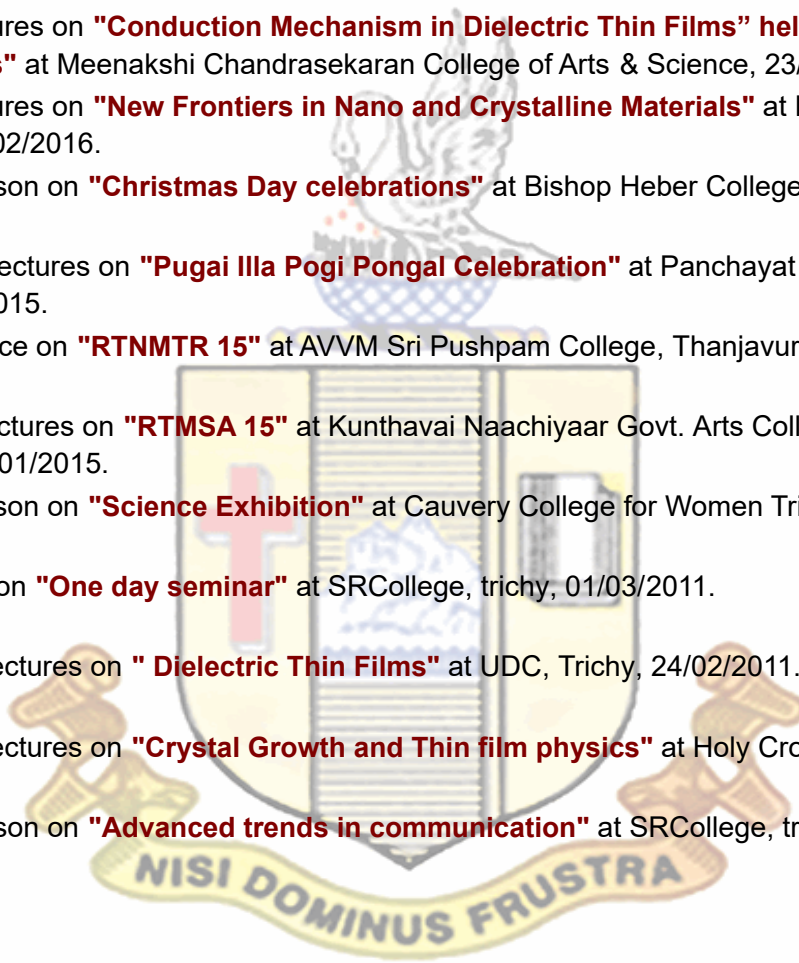 ures on "Conduction Mechanism in Dielectric Thin Films” hel
s" at Meenakshi Chandrasekaran College of Arts & Science, 23/
ures on "New Frontiers in Nano and Crystalline Materials" at
02/2016.
son on "Christmas Day celebrations" at Bishop Heber College
ectures on "Pugai Illa Pogi Pongal Celebration" at Panchayat
015.
ce on "RTNMTR 15" at AVVM Sri Pushpam College, Thanjavur
ctures on "RTMSA 15" at Kunthavai Naachiyaar Govt. Arts Coll
01/2015.
son on "Science Exhibition" at Cauvery College for Women Tri
on "One day seminar" at SRCollege, trichy, 01/03/2011.
ectures on " Dielectric Thin Films" at UDC, Trichy, 24/02/2011.
ectures on "Crystal Growth and Thin film physics" at Holy Cro
son on "Advanced trends in communication" at SRCollege, tr
NISI DOMINUS FRUSTRA